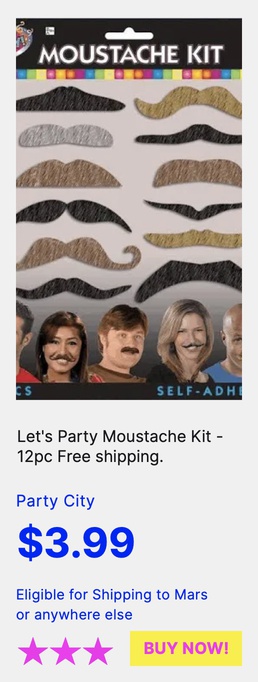 MOUSTACHE KIT
CS SELF-ADHE
Let's Party Moustache Kit -
12pc Free shipping.
Party City
$3.99
Eligible for Shipping to Mars
or anywhere else
BUY NOW!